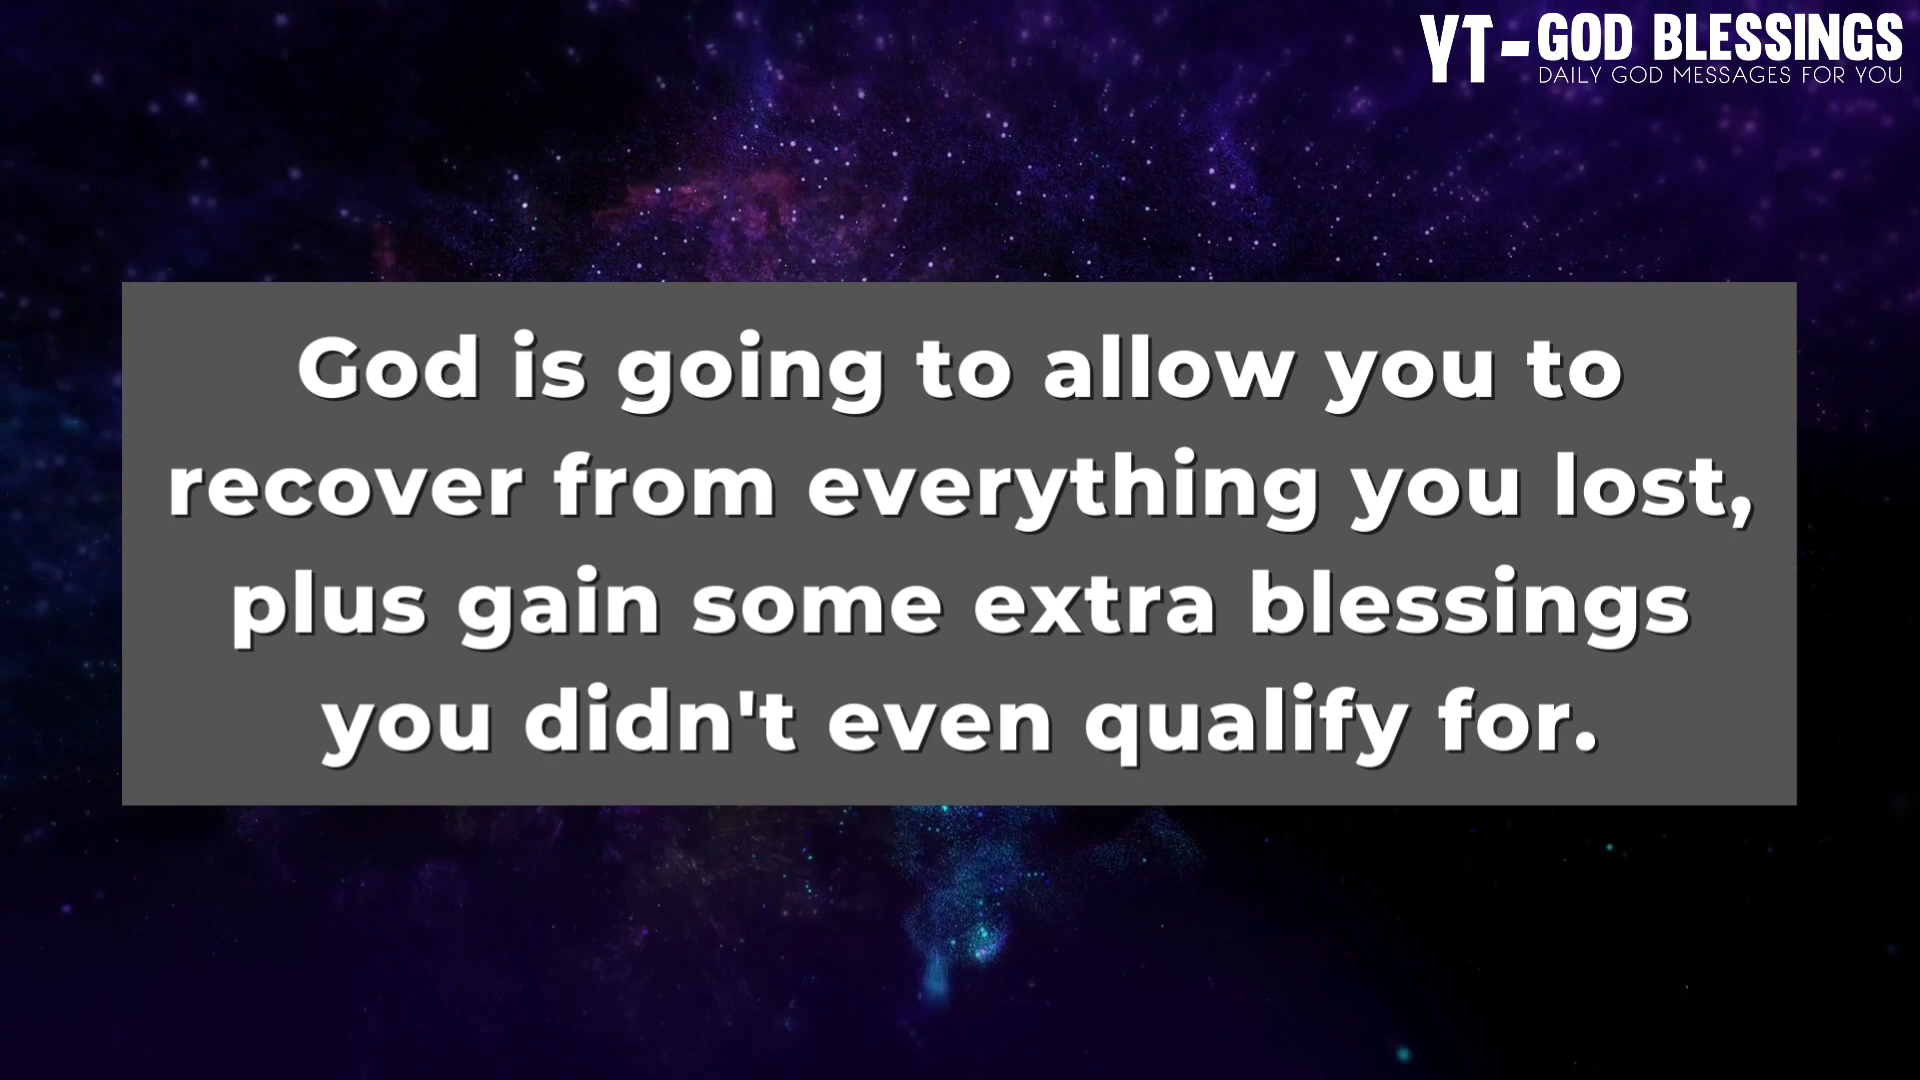 YT-GOD BLESSINGS
DAILY GOD MESSAGES FOR YOU
God is going to allow you to
recover from everything you lost,
plus gain some extra blessings
you didn't even qualify for.